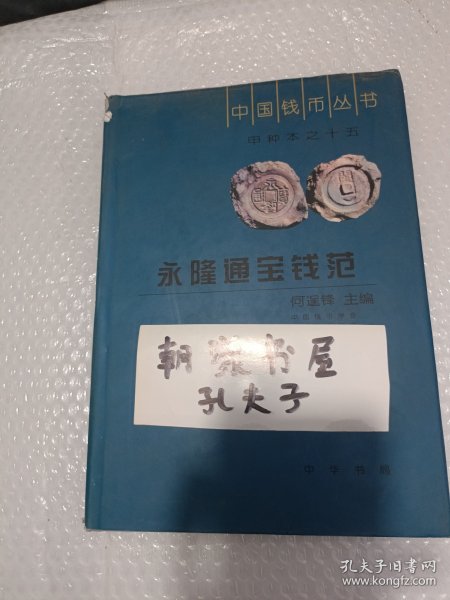 中国钱币丛书
甲种本之十五
永隆通宝钱范
何连锋 主编
朝 书屋
孔夫子
中华书局
孔夫子旧书网
www.kongfz.com